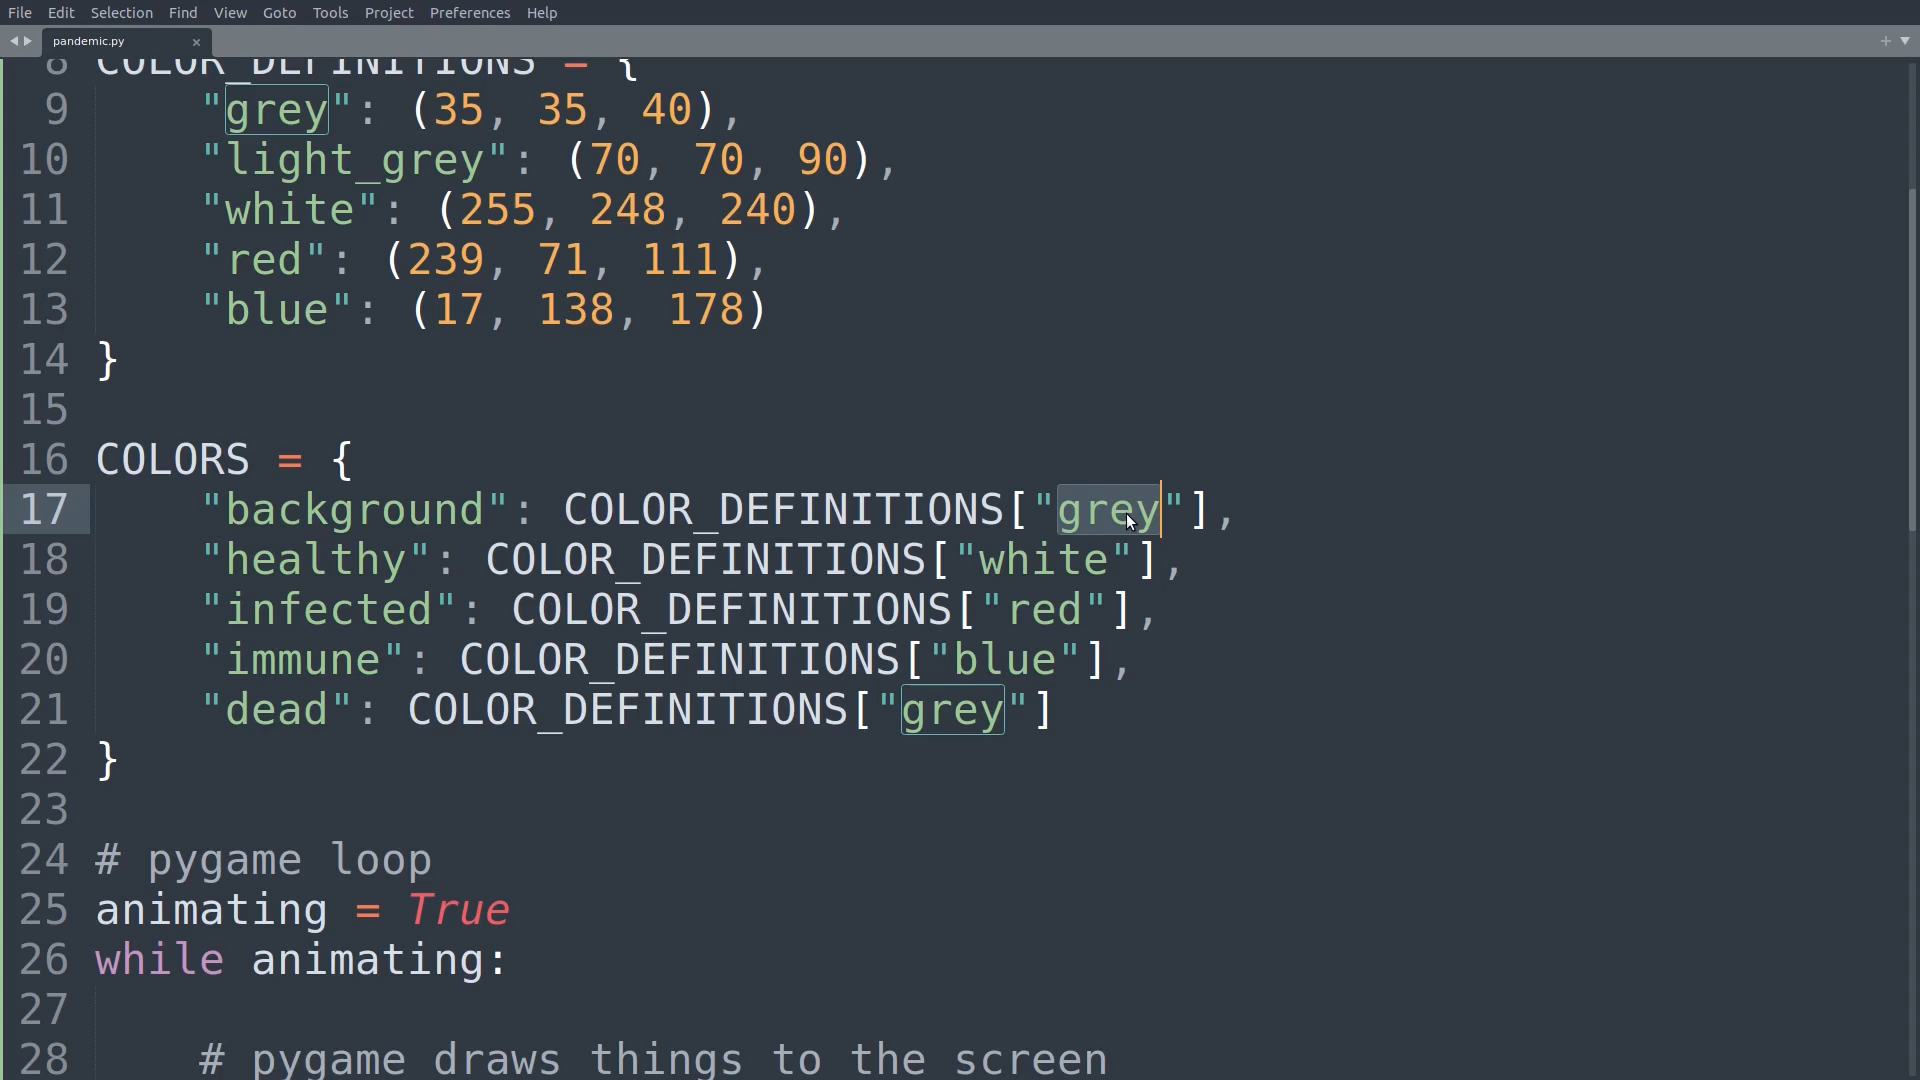 File Edit Selection Find View Goto Tools Project Preferences Help
pandemic.py
8 COLOR_DEFINITIONS = {
9 "grey": (35, 35, 40),
10 "light_grey": (70, 70, 90),
11 "white": (255, 248, 240),
12 "red": (239, 71, 111),
13 "blue": (17, 138, 178)
14 }
15
16 COLORS = {
17 "background": COLOR_DEFINITIONS["grey"],
18 "healthy": COLOR_DEFINITIONS["white"],
19 "infected": COLOR_DEFINITIONS["red"],
20 "immune": COLOR_DEFINITIONS["blue"],
21 "dead": COLOR_DEFINITIONS["grey"]
22 }
23
24 # pygame loop
25 animating = True
26 while animating:
27
28 # pygame draws things to the screen